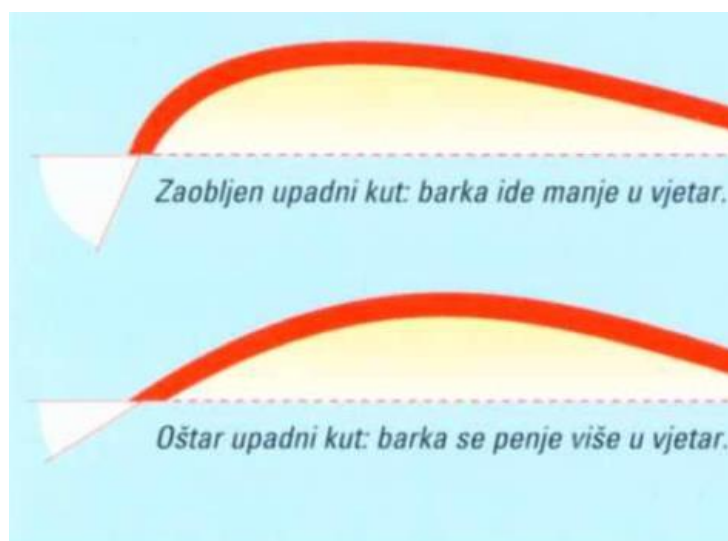 Zaobljen upadni kut: barka ide manje u vjetar.
Oštar upadni kut: barka se penje više u vjetar.